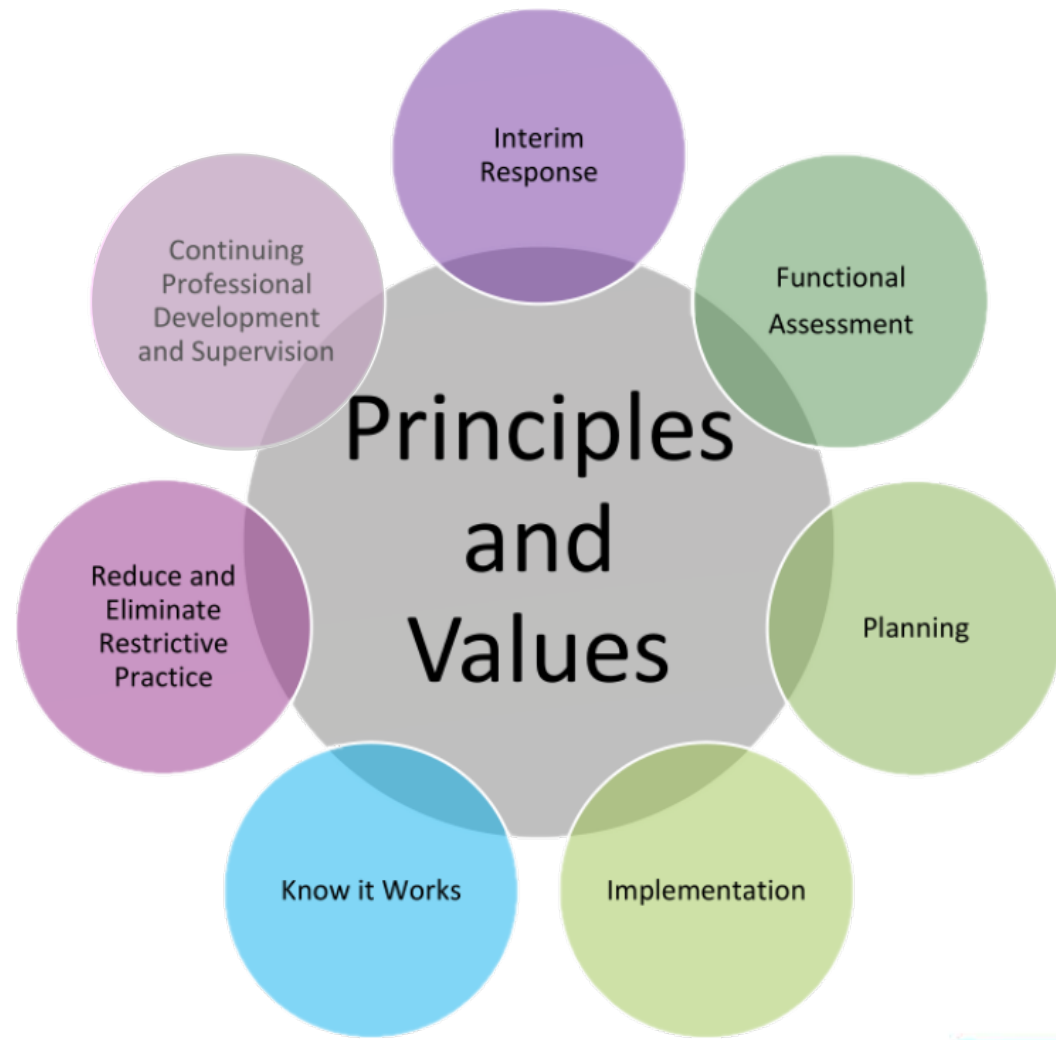 Interim
Response
Functional
Assessment
Planning
Implementation
Know it Works
Reduce and
Eliminate
Restrictive
Practice
Continuing
Professional
Development
and Supervision
Principles
and
Values